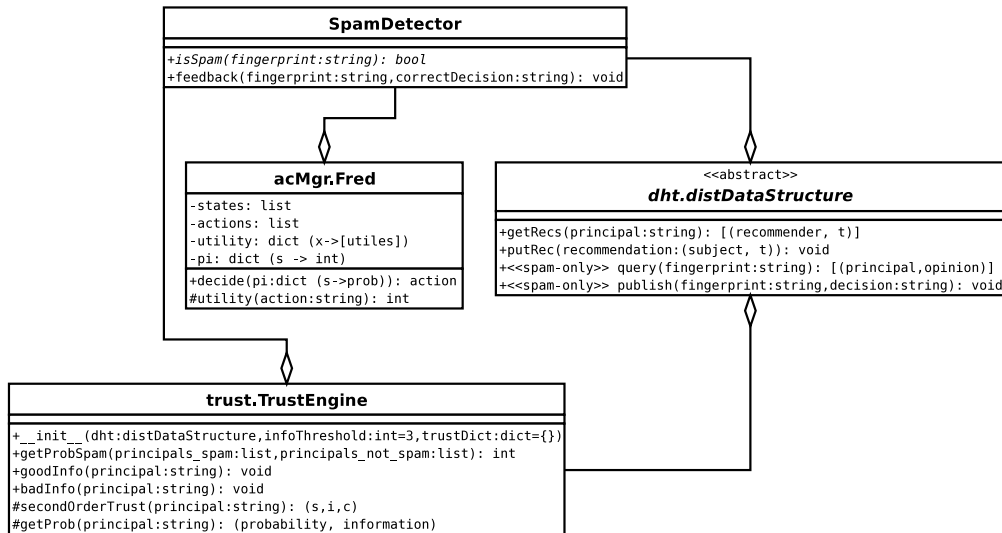 SpamDetector
+isSpam(fingerprint:string): bool
+feedback(fingerprint:string,correctDecision:string): void
acMgr.Fred
-states: list
-actions: list
-utility: dict (x->[utiles])
-pi: dict (s -> int)
+decide(pi:dict (s->prob)): action
#utility(action:string): int
<<abstract>>
dht.distDataStructure
+getRecs(principal:string): [(recommender, t)]
+putRec(recommendation:(subject, t)): void
+<<spam-only>> query(fingerprint:string): [(principal,opinion)]
+<<spam-only>> publish(fingerprint:string,decision:string): void
trust.TrustEngine
+__init__(dht:distDataStructure,infoThreshold:int=3,trustDict:dict={})
+getProbSpam(principals_spam:list,principals_not_spam:list): int
+goodInfo(principal:string): void
+badInfo(principal:string): void
#secondOrderTrust(principal:string): (s,i,c)
#getProb(principal:string): (probability, information)